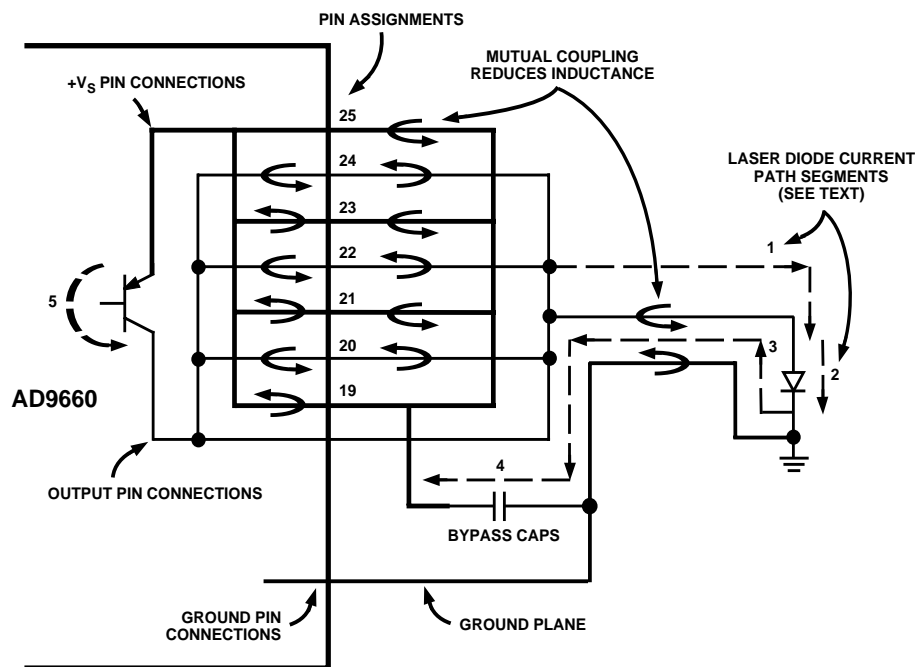 PIN ASSIGNMENTS
MUTUAL COUPLING
REDUCES INDUCTANCE
+VS PIN CONNECTIONS
LASER DIODE CURRENT
PATH SEGMENTS
(SEE TEXT)
25
24
23
22
21
20
19
1
2
3
4
5
AD9660
OUTPUT PIN CONNECTIONS
BYPASS CAPS
GROUND PIN
CONNECTIONS
GROUND PLANE